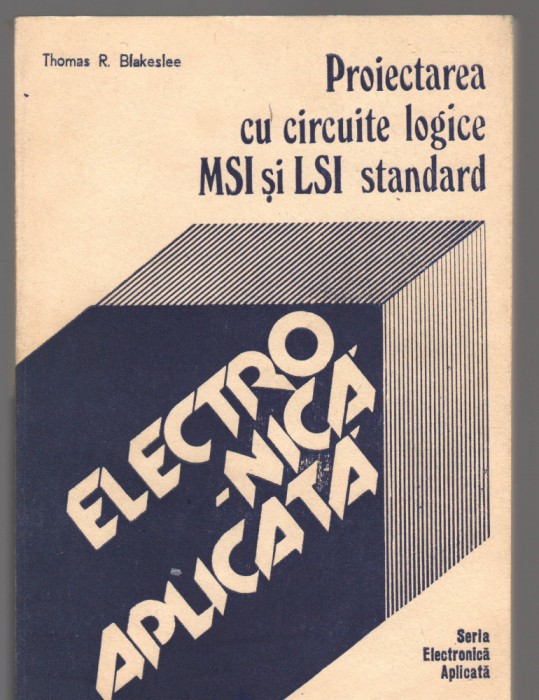 Thomas R. Blakeslee
Proiectarea
cu circuite logice
MSI și LSI standard
ELECTRO
-NICĂ
APLICATĂ
Seria
Electronică
Aplicată